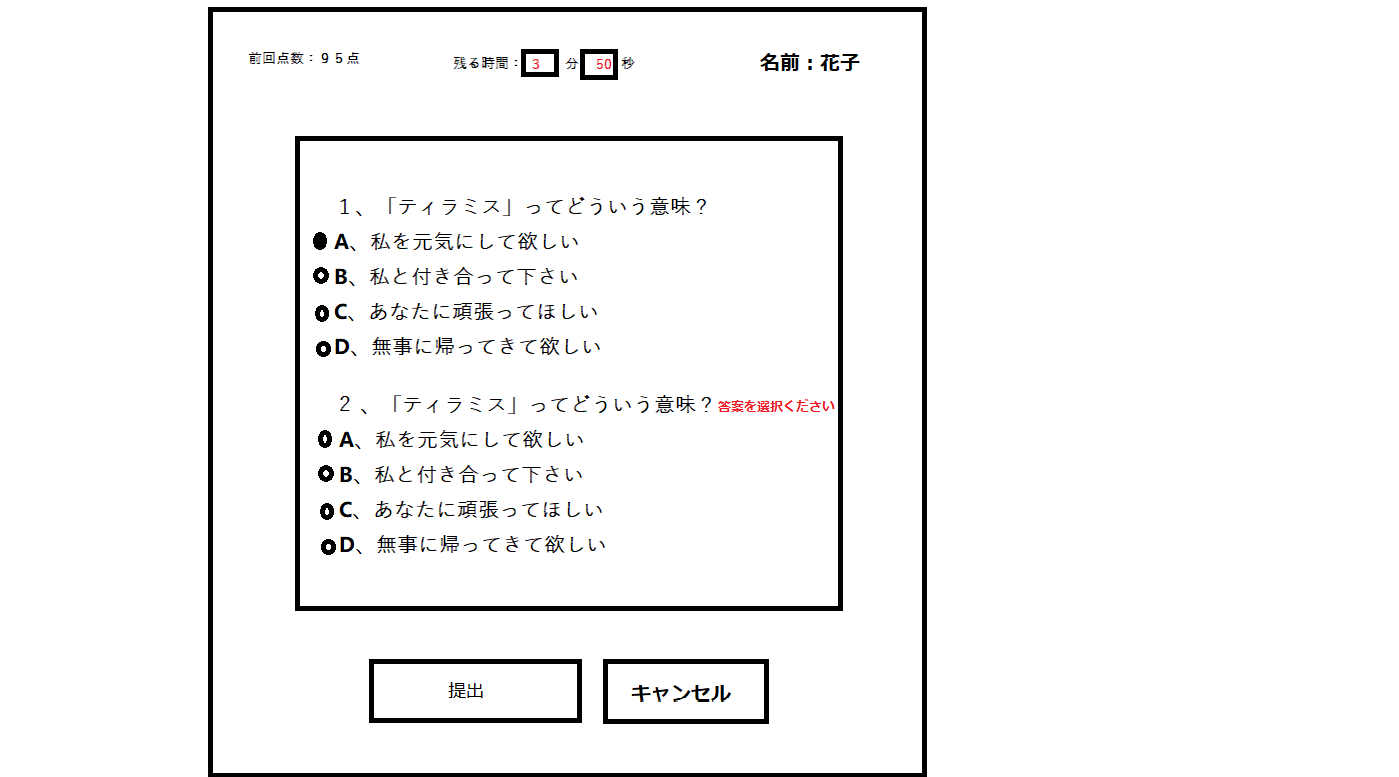 前回点数：９５点
残る時間： 3 分 50 秒
名前：花子
１、「ティラミス」ってどういう意味？
A、私を元気にして欲しい
B、私と付き合って下さい
C、あなたに頑張ってほしい
D、無事に帰ってきて欲しい
２、「ティラミス」ってどういう意味？答案を選択ください
A、私を元気にして欲しい
B、私と付き合って下さい
C、あなたに頑張ってほしい
D、無事に帰ってきて欲しい
提出
キャンセル